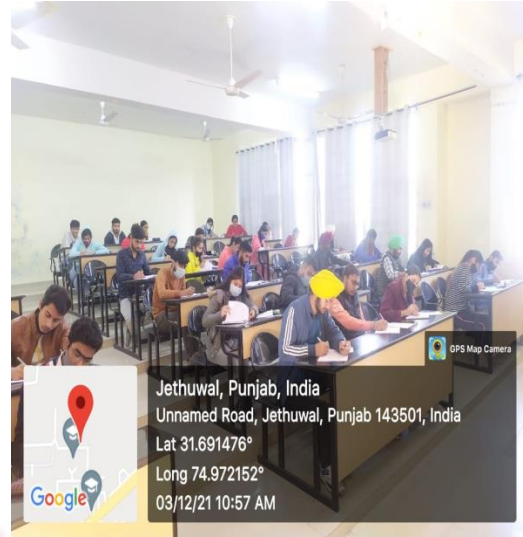 GPS Map Camera
Jethuwal, Punjab, India
Unnamed Road, Jethuwal, Punjab 143501, India
Lat 31.691476°
Long 74.972152°
03/12/21 10:57 AM
Google